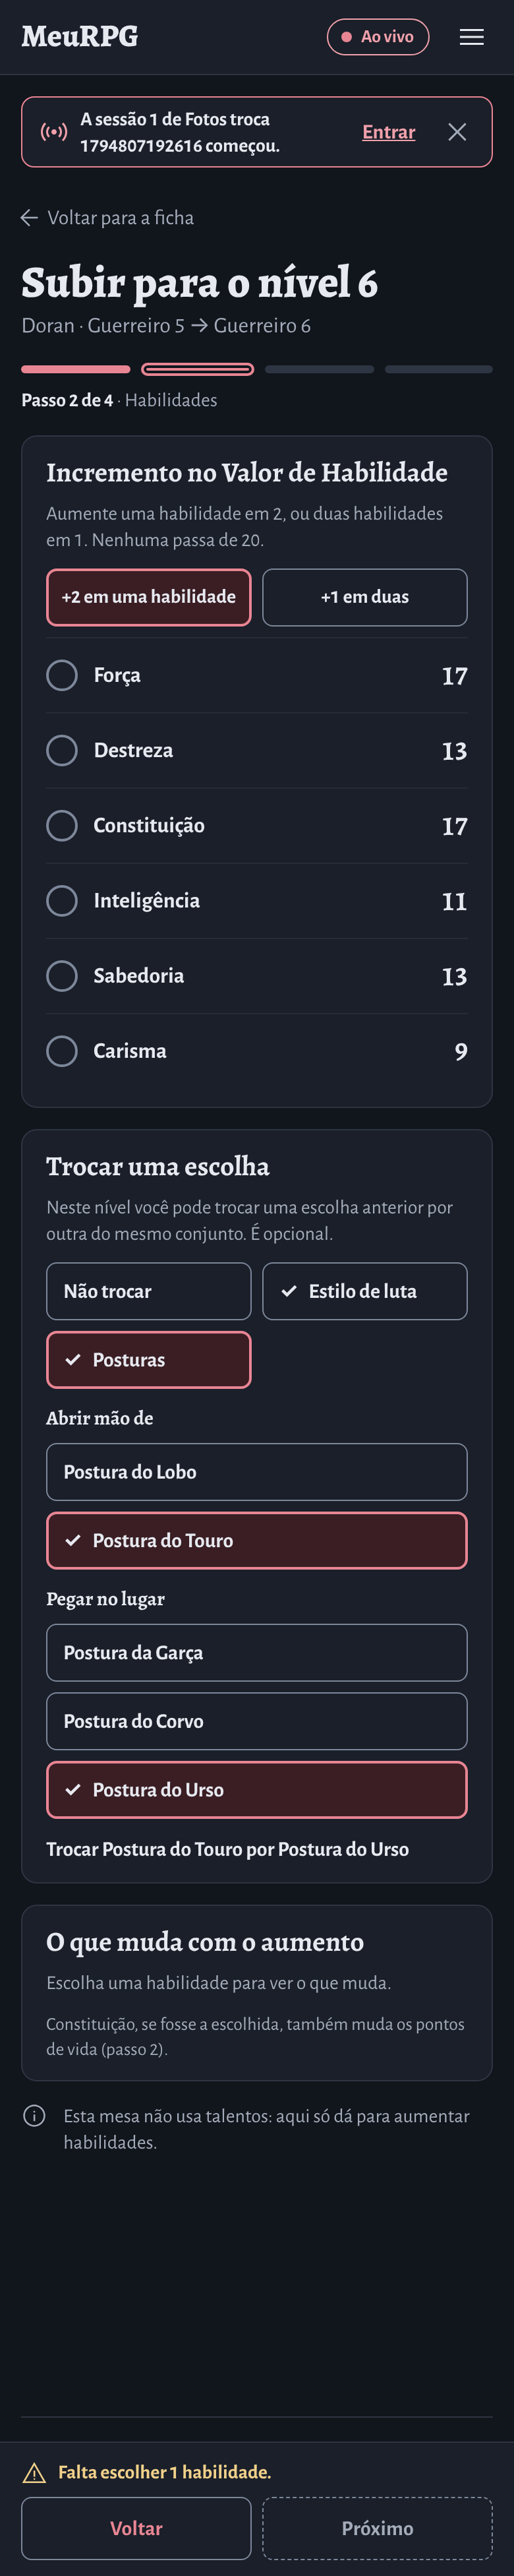 MeuRPG
Ao vivo
A sessão 1 de Fotos troca
1794807192616 começou.
Entrar
Voltar para a ficha
Subir para o nível 6
Doran · Guerreiro 5 → Guerreiro 6
Passo 2 de 4 · Habilidades
Incremento no Valor de Habilidade
Aumente uma habilidade em 2, ou duas habilidades
em 1. Nenhuma passa de 20.
+2 em uma habilidade
+1 em duas
Força 17
Destreza 13
Constituição 17
Inteligência 11
Sabedoria 13
Carisma 9
Trocar uma escolha
Neste nível você pode trocar uma escolha anterior por
outra do mesmo conjunto. É opcional.
Não trocar
Estilo de luta
Posturas
Abrir mão de
Postura do Lobo
Postura do Touro
Pegar no lugar
Postura da Garça
Postura do Corvo
Postura do Urso
Trocar Postura do Touro por Postura do Urso
O que muda com o aumento
Escolha uma habilidade para ver o que muda.
Constituição, se fosse a escolhida, também muda os pontos
de vida (passo 2).
Esta mesa não usa talentos: aqui só dá para aumentar
habilidades.
Falta escolher 1 habilidade.
Voltar
Próximo